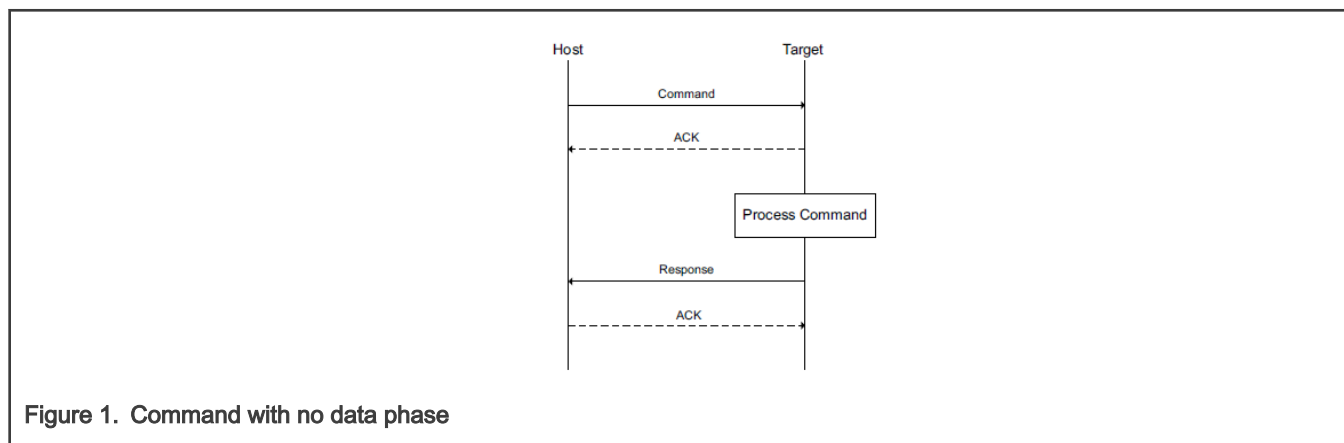 Host Target
Command
ACK
Process Command
Response
ACK
Figure 1. Command with no data phase